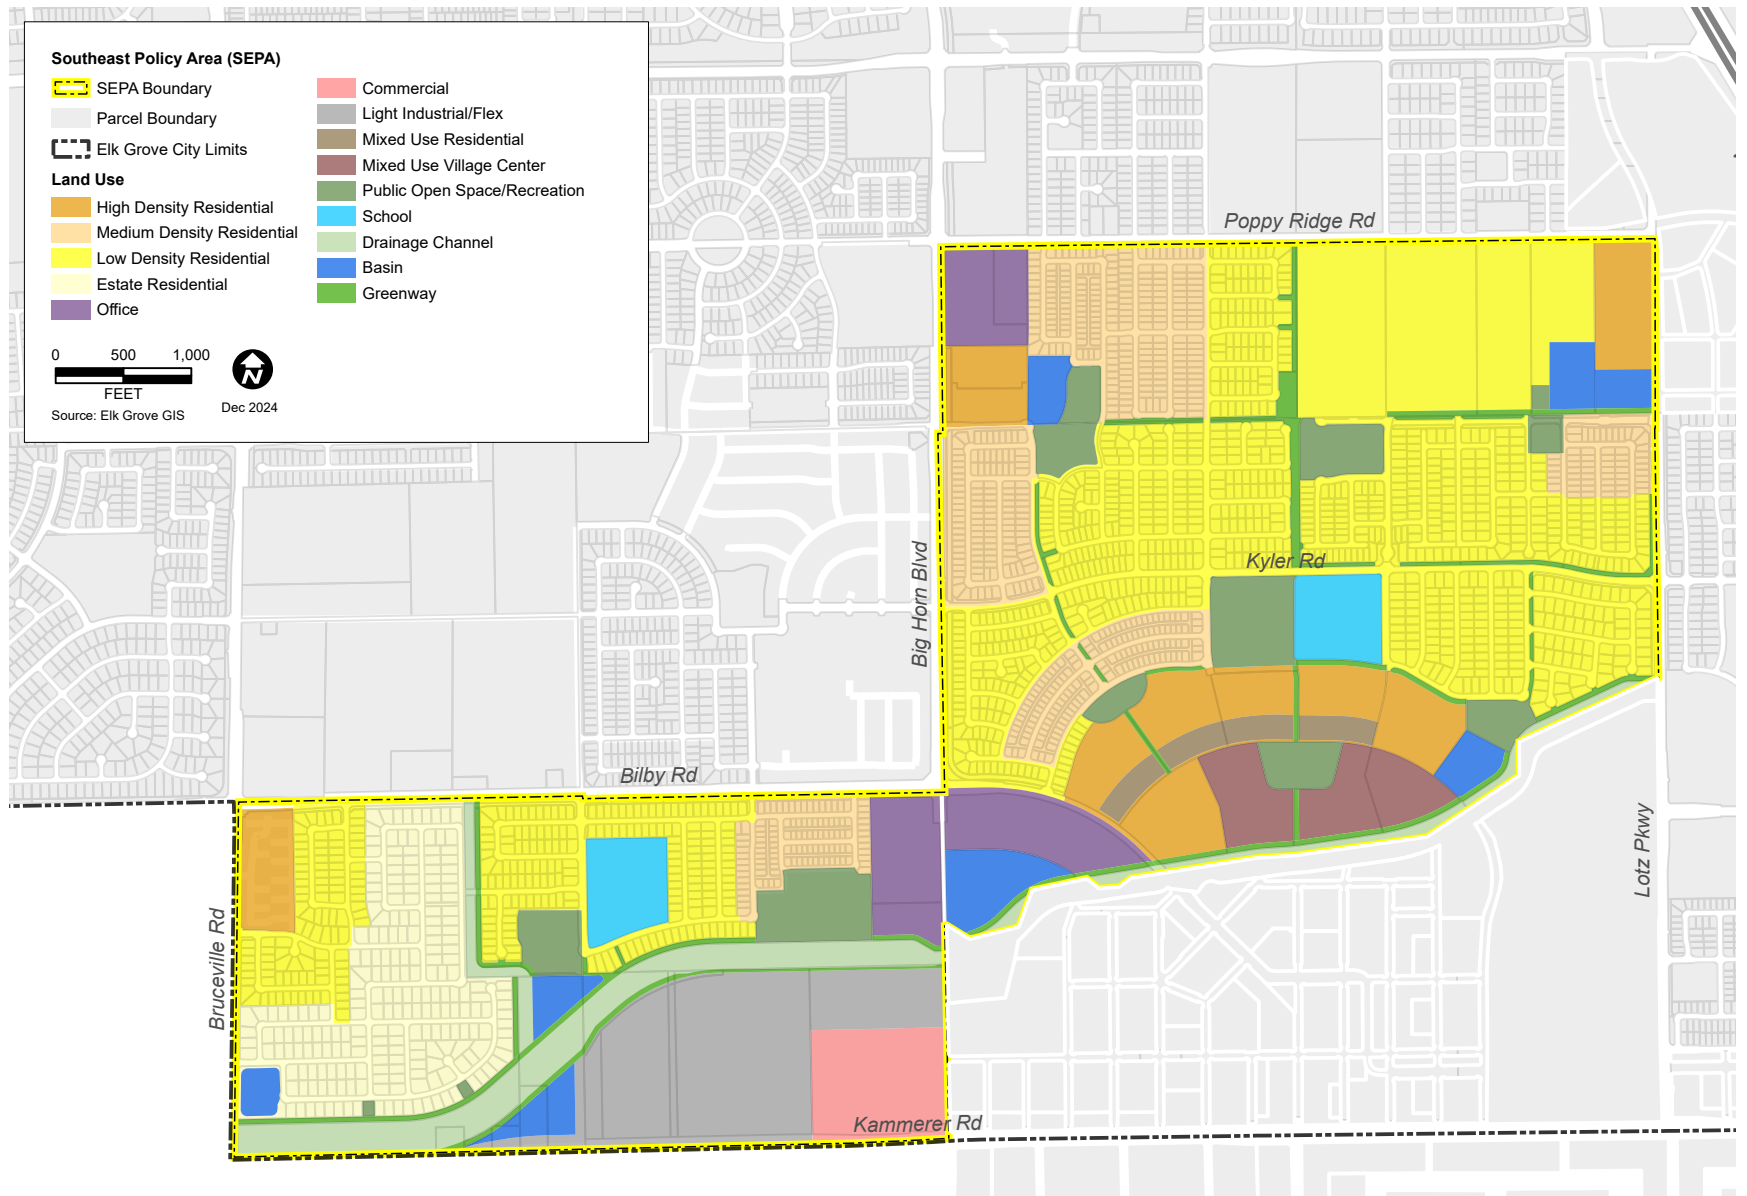 Southeast Policy Area (SEPA)
SEPA Boundary
Parcel Boundary
Elk Grove City Limits
Land Use
High Density Residential
Medium Density Residential
Low Density Residential
Estate Residential
Office
Commercial
Light Industrial/Flex
Mixed Use Residential
Mixed Use Village Center
Public Open Space/Recreation
School
Drainage Channel
Basin
Greenway
0 500 1,000
FEET
Source: Elk Grove GIS
N
Dec 2024
Poppy Ridge Rd
Kyler Rd
Big Horn Blvd
Bilby Rd
Lotz Pkwy
Bruceville Rd
Kammerer Rd